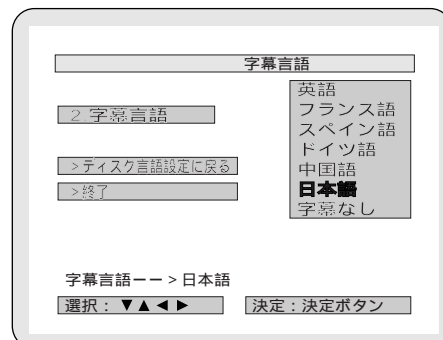 字幕言語
2.字幕言語
>ディスク言語設定に戻る
>終了
英語
フランス語
スペイン語
ドイツ語
中国語
日本語
字幕なし
字幕言語ーー>日本語
選択：▼▲◀▶
決定：決定ボタン